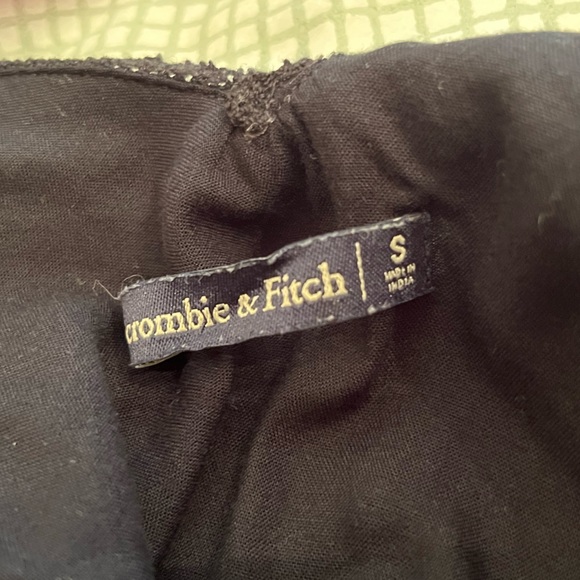 crombie & Fitch
S
MADE IN
INDIA